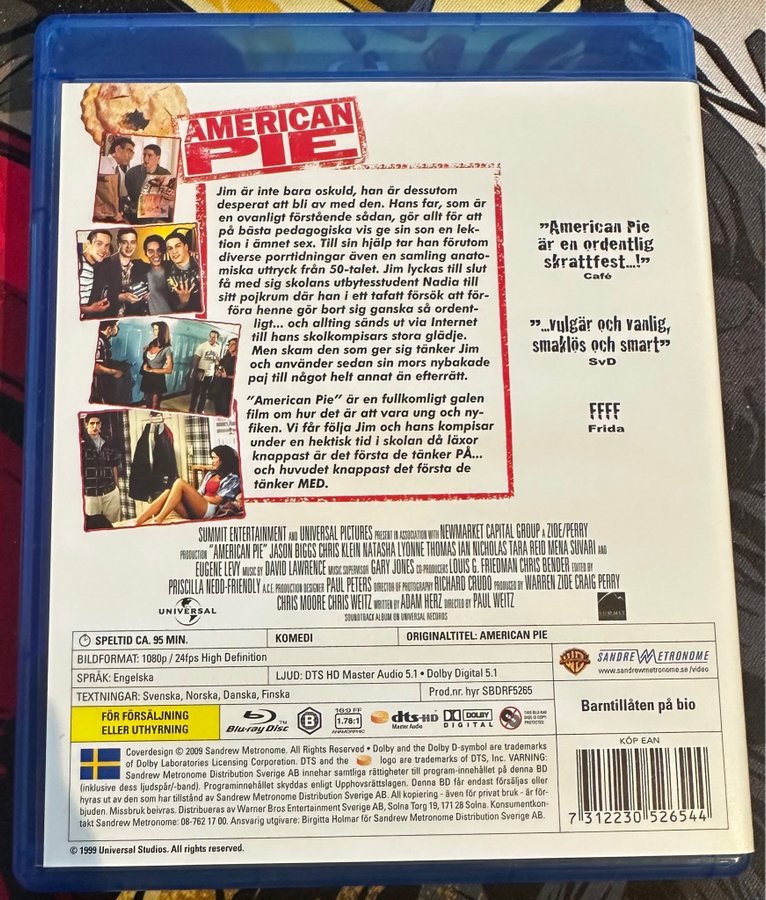 AMERICAN
PIE
Jim är inte bara oskuld, han är dessutom
desperat att bli av med den. Hans far, som är
en ovanligt förstående sådan, gör allt för att
på bästa pedagogiska vis ge sin son en lek-
tion i ämnet sex. Till sin hjälp tar han förutom
diverse porrtidningar även en samling anato-
miska uttryck från 50-talet. Jim lyckas till slut
få med sig skolans utbytesstudent Nadia till
sitt pojkrum där han i ett tafatt försök att för-
föra henne gör bort sig ganska så ordent-
ligt... och allting sänds ut via Internet
till hans skolkompisars stora glädje.
Men skam den som ger sig tänker Jim
och använder sedan sin mors nybakade
paj till något helt annat än efterrätt.
"American Pie" är en fullkomligt galen
film om hur det är att vara ung och ny-
fiken. Vi får följa Jim och hans kompisar
under en hektisk tid i skolan då läxor
knappast är det första de tänker PÅ...
och huvudet knappast det första de
tänker MED.
”American Pie
är en ordentlig
skrattfest...!”
Café
”...vulgär och vanlig,
smaklös och smart”
SvD
FFFF
Frida
SUMMIT ENTERTAINMENT AND UNIVERSAL PICTURES PRESENT IN ASSOCIATION WITH NEWMARKET CAPITAL GROUP A ZIDE/PERRY
PRODUCTION "AMERICAN PIE" JASON BIGGS CHRIS KLEIN NATASHA LYONNE THOMAS IAN NICHOLAS TARA REID MENA SUVARI AND
EUGENE LEVY MUSIC BY DAVID LAWRENCE MUSIC SUPERVISOR GARY JONES CO-PRODUCERS LOUIS G. FRIEDMAN CHRIS BENDER EDITED BY
PRISCILLA NEDD-FRIENDLY A.C.E. PRODUCTION DESIGNER PAUL PETERS DIRECTOR OF PHOTOGRAPHY RICHARD CRUDO PRODUCED BY WARREN ZIDE CRAIG PERRY
CHRIS MOORE CHRIS WEITZ WRITTEN BY ADAM HERZ DIRECTED BY PAUL WEITZ
SOUNDTRACK ALBUM ON UNIVERSAL RECORDS
UNIVERSAL
SUMMIT
SPELTID CA. 95 MIN.
KOMEDI
ORIGINALTITEL: AMERICAN PIE
BILDFORMAT: 1080p / 24fps High Definition
SPRÅK: Engelska
LJUD: DTS HD Master Audio 5.1 • Dolby Digital 5.1
TEXTNINGAR: Svenska, Norska, Danska, Finska
Prod.nr. hyr SBDRF5265
WB
SANDREW METRONOME
www.sandrewmetronome.se/video
Barntillåten på bio
FÖR FÖRSÄLJNING
ELLER UTHYRNING
Blu-ray Disc™
B
16:9 FF
1.78:1
ANAMORPHIC
dts-HD
Master Audio
DOLBY
DIGITAL
THIS BLU-RAY
DISC IS COPY
PROTECTED
Coverdesign © 2009 Sandrew Metronome. All Rights Reserved • Dolby and the Dolby D-symbol are trademarks
of Dolby Laboratories Licensing Corporation. DTS and the logo are trademarks of DTS, Inc. VARNING:
Sandrew Metronome Distribution Sverige AB innehar samtliga rättigheter till program-innehållet på denna BD
(inklusive dess ljudspår/-band). Programinnehållet skyddas enligt Upphovsrättslagen. Denna BD får endast försäljas eller
hyras ut av den som har tillstånd av Sandrew Metronome Distribution Sverige AB. All kopiering - även för privat bruk - är för-
bjuden. Missbruk beivras. Distribueras av Warner Bros Entertainment Sverige AB, Solna Torg 19, 171 28 Solna. Konsumentkon-
takt Sandrew Metronome: 08-762 17 00. Ansvarig utgivare: Birgitta Holmar för Sandrew Metronome Distribution Sverige AB.
KÖP EAN
7 312230 526544
© 1999 Universal Studios. All rights reserved.